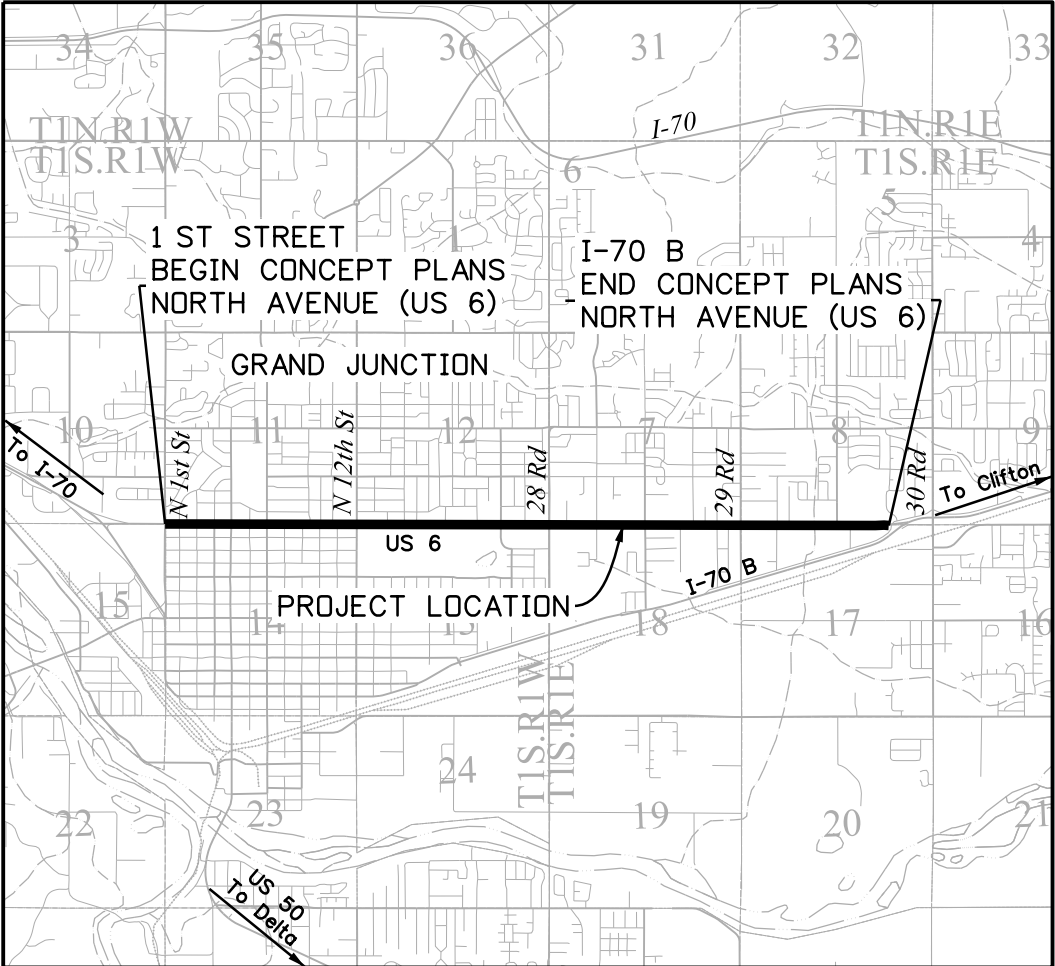 34
35
36
31
32
33
T1N.R1W
T1S.R1W
I-70
T1N.R1E
T1S.R1E
6
5
3
1
4
1 ST STREET
BEGIN CONCEPT PLANS
NORTH AVENUE (US 6)
I-70 B
END CONCEPT PLANS
NORTH AVENUE (US 6)
GRAND JUNCTION
10
11
12
7
8
9
To I-70
N 1st St
N 12th St
28 Rd
29 Rd
30 Rd
To Clifton
US 6
I-70 B
PROJECT LOCATION
15
14
13
18
17
16
T1S.R1W
T1S.R1E
24
22
23
19
20
21
US 50
To Delta